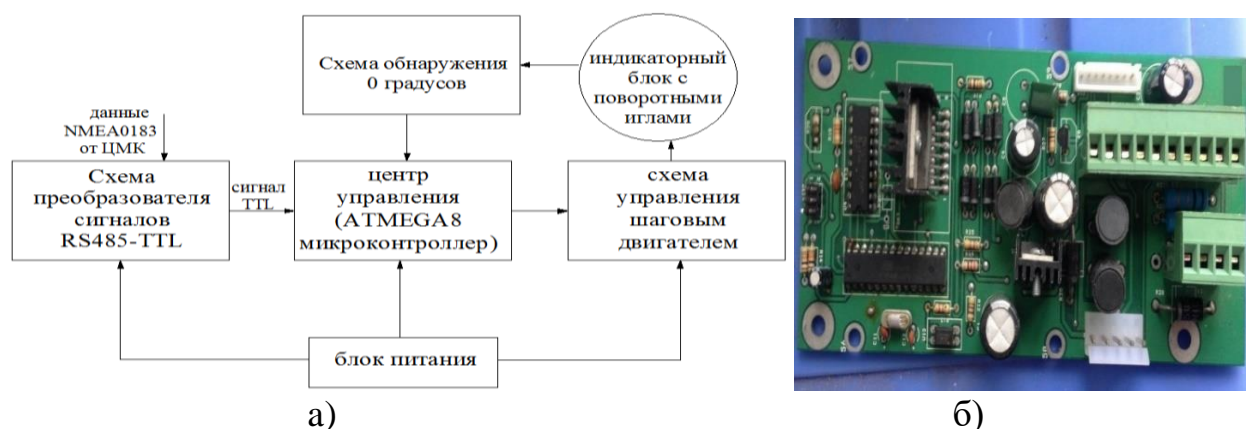 Схема обнаружения
0 градусов
индикаторный
блок с
поворотными
иглами
данные
NMEA0183
от ЦМК
Схема
преобразователя
сигналов
RS485-TTL
сигнал
TTL
центр
управления
(ATMEGA8
микроконтроллер)
схема
управления
шаговым
двигателем
блок питания
а)
б)